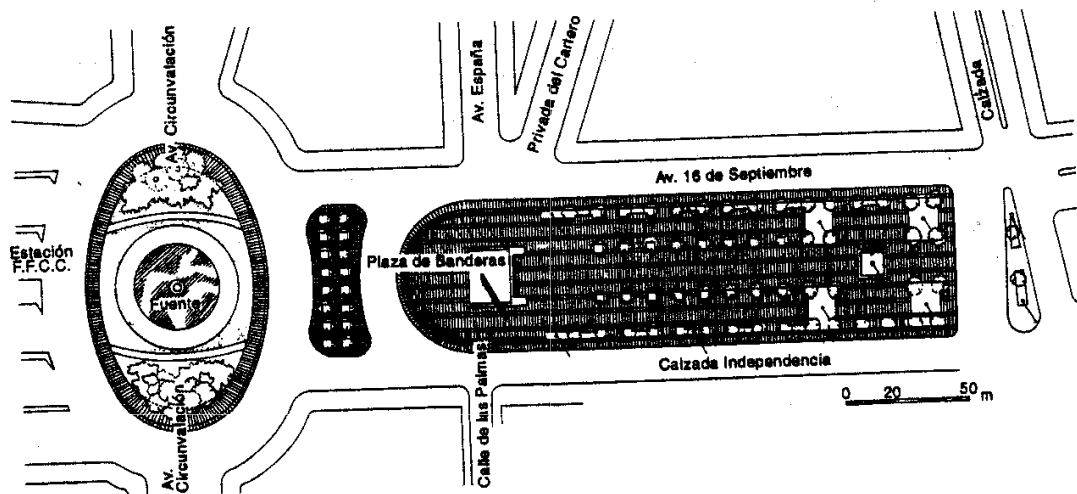 Av. Circunvalación
Av. España
Privada del Cartero
Calzada
Av. 16 de Septiembre
Estación
F.F.C.C.
Plaza de Banderas
Fuente
Calzada Independencia
Calle de las Palmas
0 20 50 m
Av.
Circunvalación